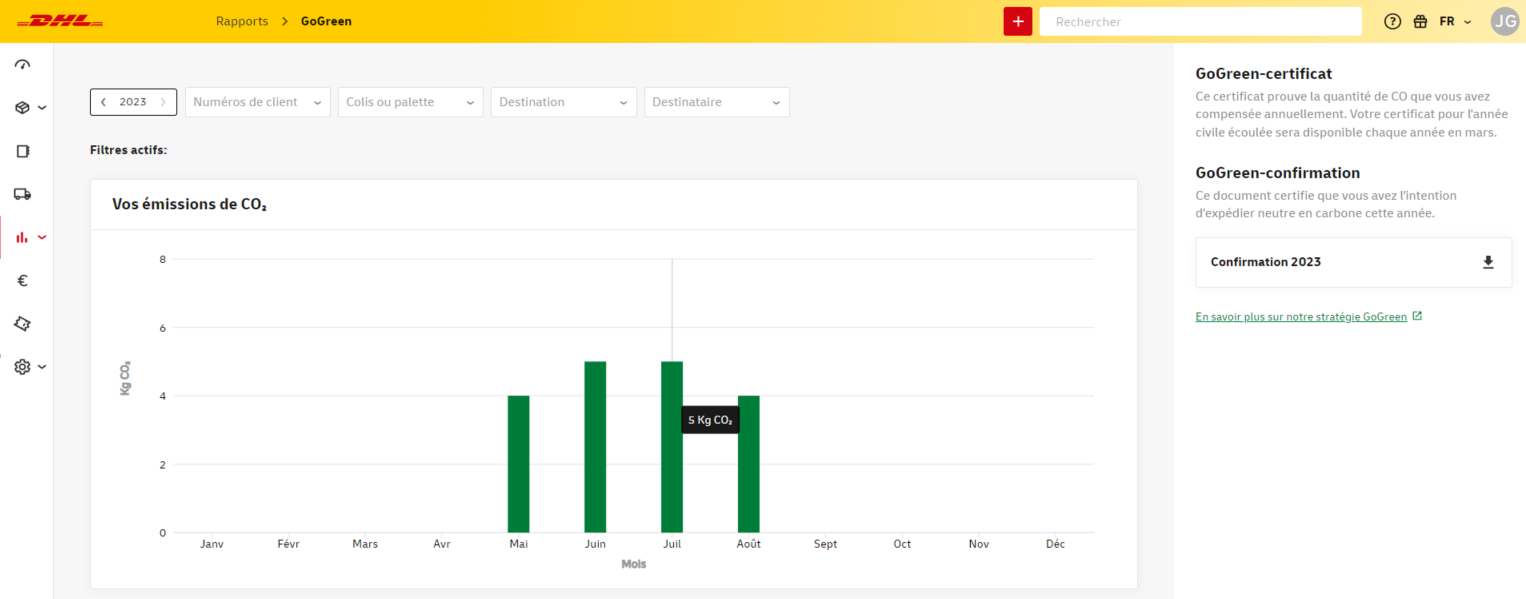 DHL
Rapports > GoGreen
+
Rechercher
?
FR
JG
< 2023 >
Numéros de client
Colis ou palette
Destination
Destinataire
Filtres actifs:
Vos émissions de CO₂
Kg CO₂
8
6
4
2
0
5 Kg CO₂
Janv
Févr
Mars
Avr
Mai
Juin
Juil
Août
Sept
Oct
Nov
Déc
Mois
€
GoGreen-certificat
Ce certificat prouve la quantité de CO que vous avez
compensée annuellement. Votre certificat pour l'année
civile écoulée sera disponible chaque année en mars.
GoGreen-confirmation
Ce document certifie que vous avez l'intention
d'expédier neutre en carbone cette année.
Confirmation 2023
En savoir plus sur notre stratégie GoGreen